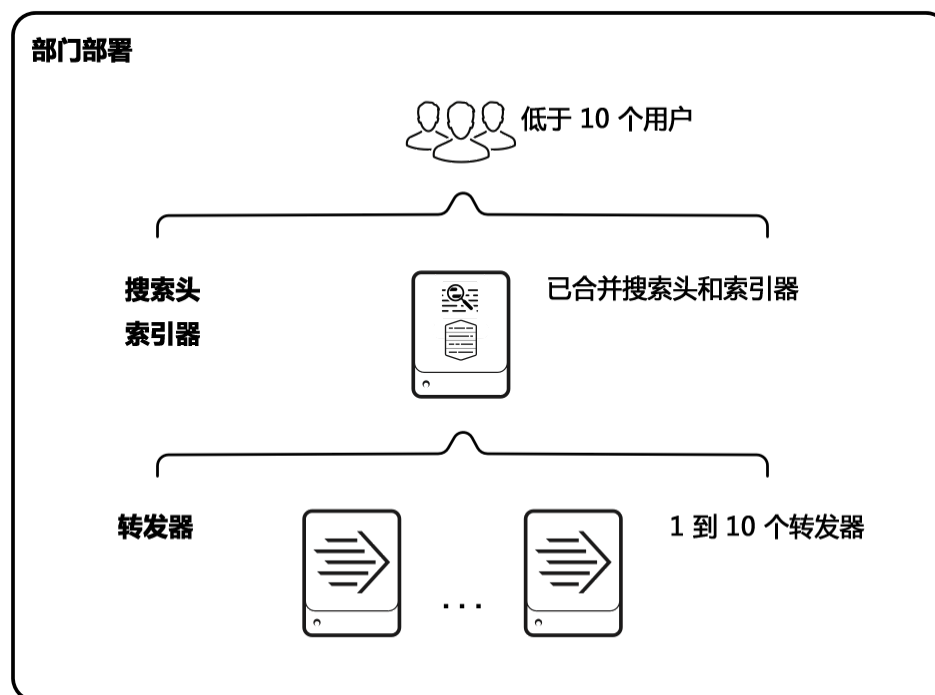 部门部署
低于 10 个用户
搜索头
已合并搜索头和索引器
索引器
转发器
1 到 10 个转发器
...